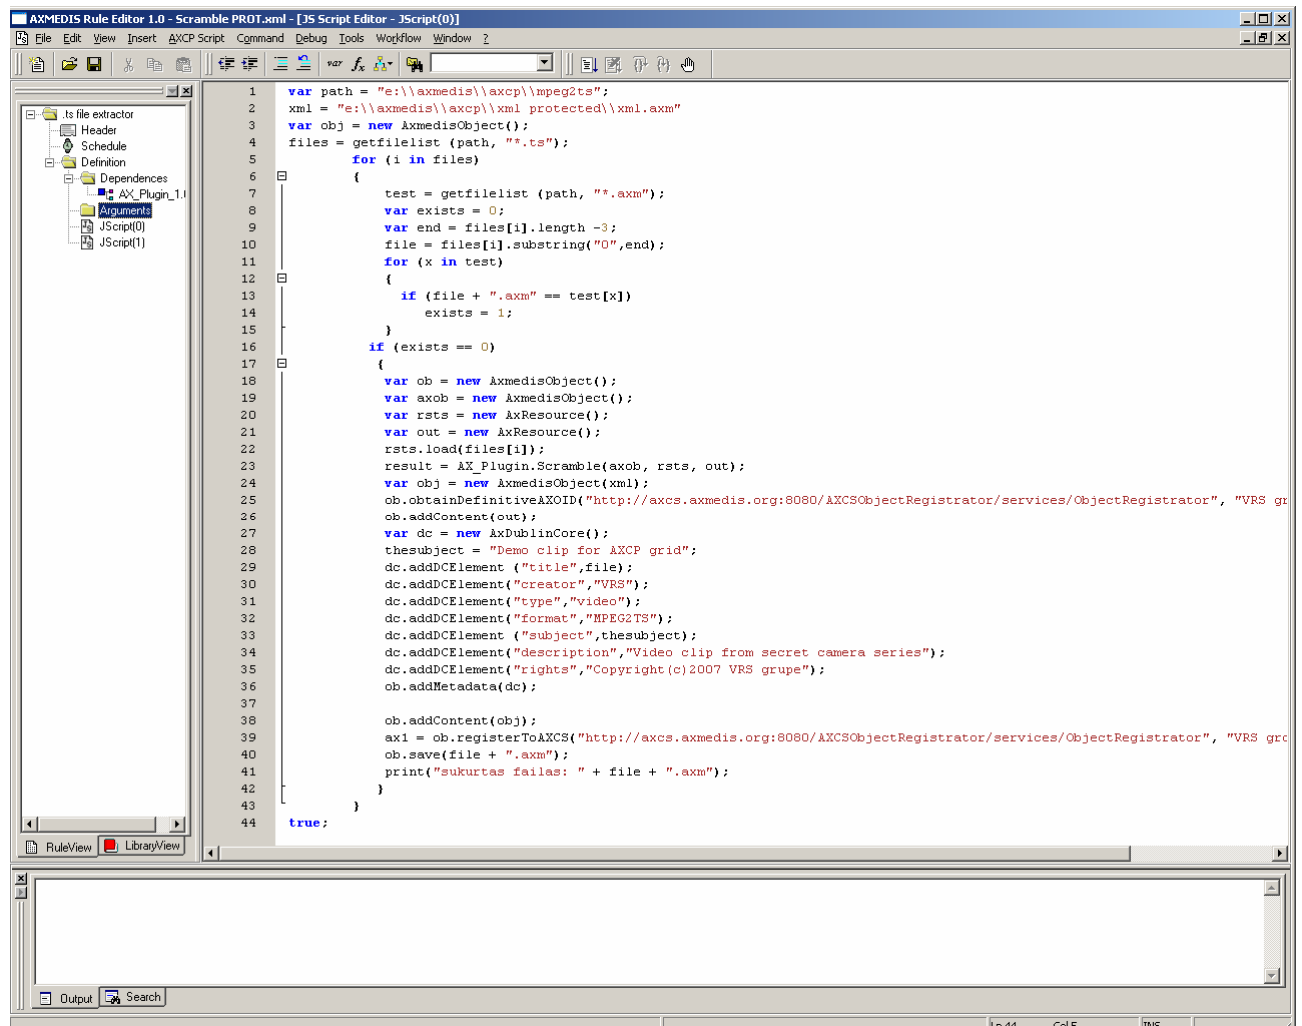 AXMEDIS Rule Editor 1.0 - Scramble PROT.xml - [JS Script Editor - JScript(0)]
File Edit View Insert AXCP Script Command Debug Tools Workflow Window ?
var fx
.ts file extractor
Header
Schedule
Definition
Dependences
AX_Plugin_1.
Arguments
JScript(0)
JScript(1)
RuleView LibraryView
1 var path = "e:\\axmedis\\axcp\\mpeg2ts";
2 xml = "e:\\axmedis\\axcp\\xml protected\\xml.axm"
3 var obj = new AxmedisObject();
4 files = getfilelist (path, "*.ts");
5 for (i in files)
6 {
7 test = getfilelist (path, "*.axm");
8 var exists = 0;
9 var end = files[i].length -3;
10 file = files[i].substring("0",end);
11 for (x in test)
12 {
13 if (file + ".axm" == test[x])
14 exists = 1;
15 }
16 if (exists == 0)
17 {
18 var ob = new AxmedisObject();
19 var axob = new AxmedisObject();
20 var rsts = new AxResource();
21 var out = new AxResource();
22 rsts.load(files[i]);
23 result = AX_Plugin.Scramble(axob, rsts, out);
24 var obj = new AxmedisObject(xml);
25 ob.obtainDefinitiveAXOID("http://axcs.axmedis.org:8080/AXCSObjectRegistrator/services/ObjectRegistrator", "VRS gr
26 ob.addContent(out);
27 var dc = new AxDublinCore();
28 thesubject = "Demo clip for AXCP grid";
29 dc.addDCElement ("title",file);
30 dc.addDCElement("creator","VRS");
31 dc.addDCElement("type","video");
32 dc.addDCElement("format","MPEG2TS");
33 dc.addDCElement ("subject",thesubject);
34 dc.addDCElement("description","Video clip from secret camera series");
35 dc.addDCElement("rights","Copyright(c)2007 VRS grupe");
36 ob.addMetadata(dc);
37
38 ob.addContent(obj);
39 ax1 = ob.registerToAXCS("http://axcs.axmedis.org:8080/AXCSObjectRegistrator/services/ObjectRegistrator", "VRS gro
40 ob.save(file + ".axm");
41 print("sukurtas failas: " + file + ".axm");
42 }
43 }
44 true;
Output Search
Ln 44 Col 5 INS